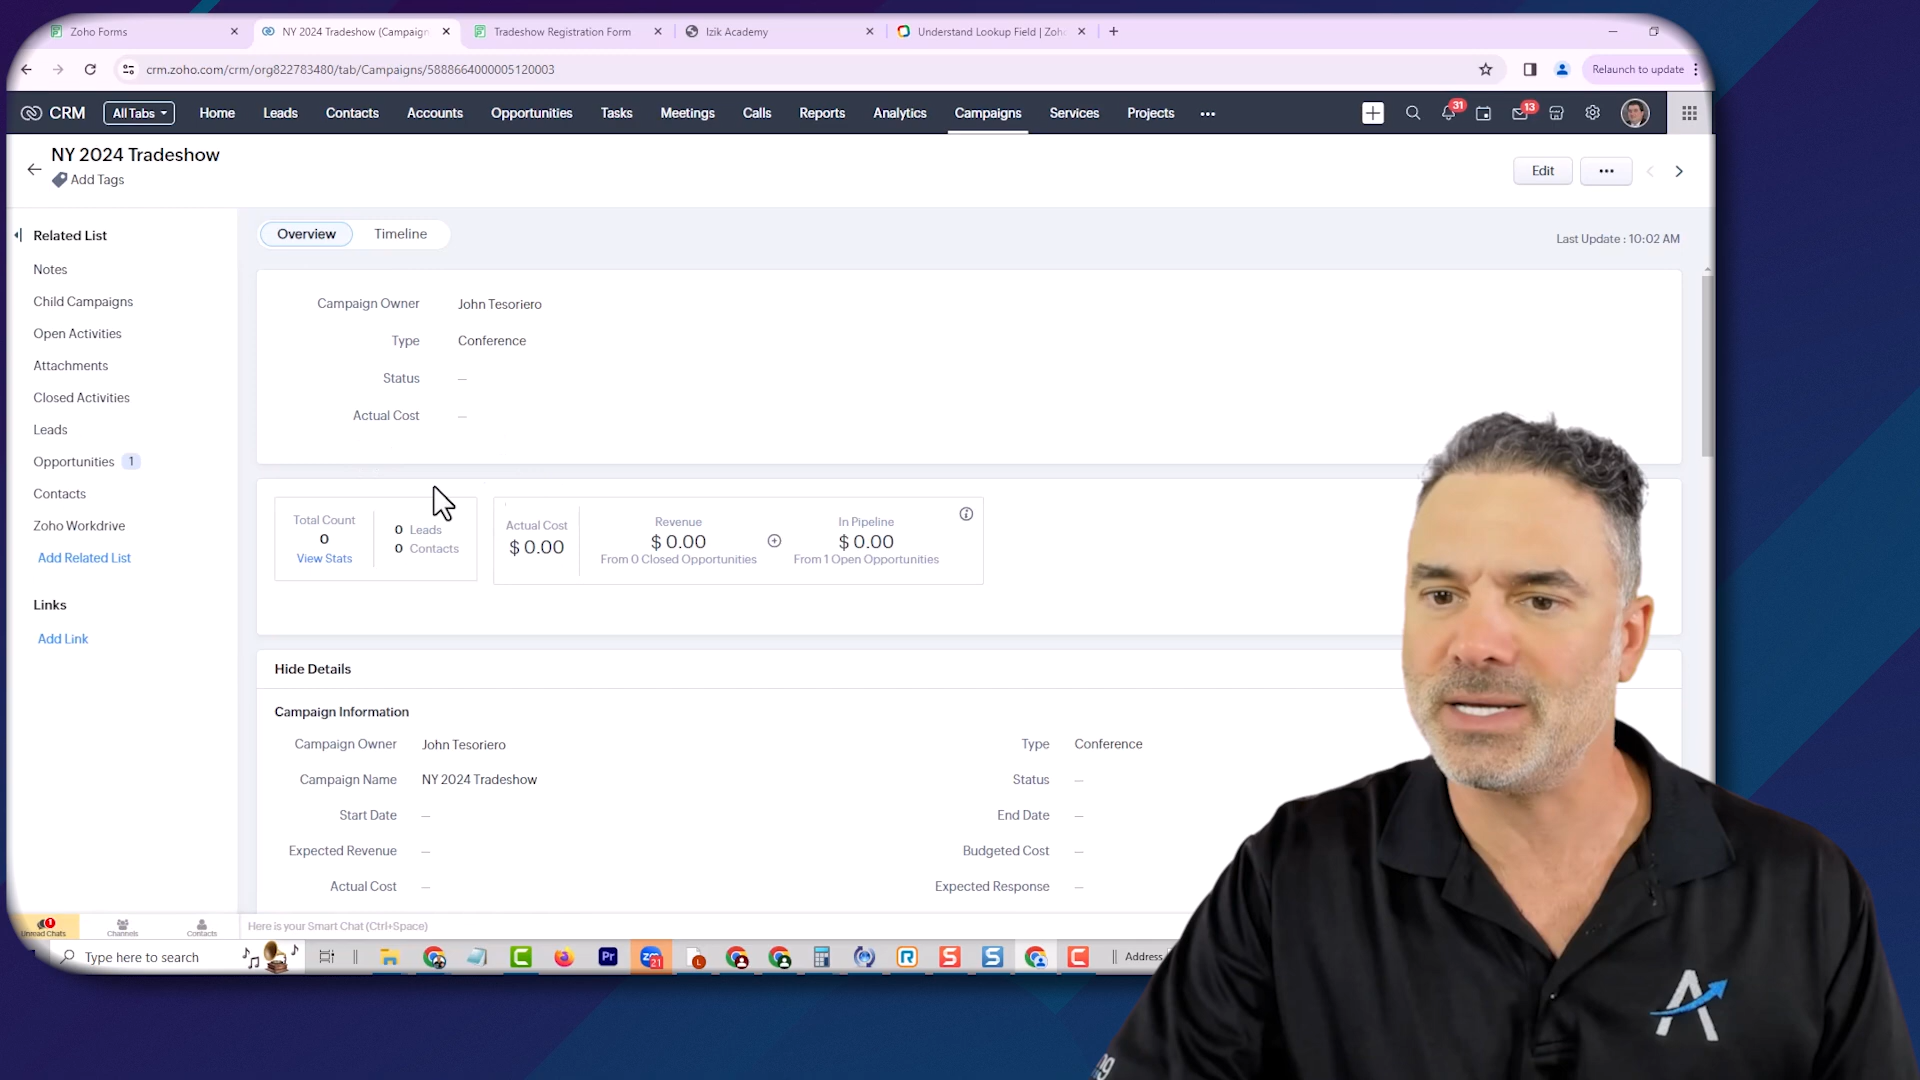 Zoho Forms
NY 2024 Tradeshow (Campaign
Tradeshow Registration Form
Izik Academy
Understand Lookup Field | Zoho
crm.zoho.com/crm/org822783480/tab/Campaigns/5888664000005120003
Relaunch to update
CRM
All Tabs
Home
Leads
Contacts
Accounts
Opportunities
Tasks
Meetings
Calls
Reports
Analytics
Campaigns
Services
Projects
31
13
NY 2024 Tradeshow
Add Tags
Edit
Related List
Notes
Child Campaigns
Open Activities
Attachments
Closed Activities
Leads
Opportunities 1
Contacts
Zoho Workdrive
Add Related List
Links
Add Link
Overview
Timeline
Last Update : 10:02 AM
Campaign Owner John Tesoriero
Type Conference
Status —
Actual Cost —
Total Count
0
View Stats
0 Leads
0 Contacts
Actual Cost
$ 0.00
Revenue
$ 0.00
From 0 Closed Opportunities
In Pipeline
$ 0.00
From 1 Open Opportunities
Hide Details
Campaign Information
Campaign Owner John Tesoriero
Type Conference
Campaign Name NY 2024 Tradeshow
Status —
Start Date —
End Date —
Expected Revenue —
Budgeted Cost —
Actual Cost —
Expected Response —
1
Unread Chats
Channels
Contacts
Here is your Smart Chat (Ctrl+Space)
Type here to search
Pr
21
Address